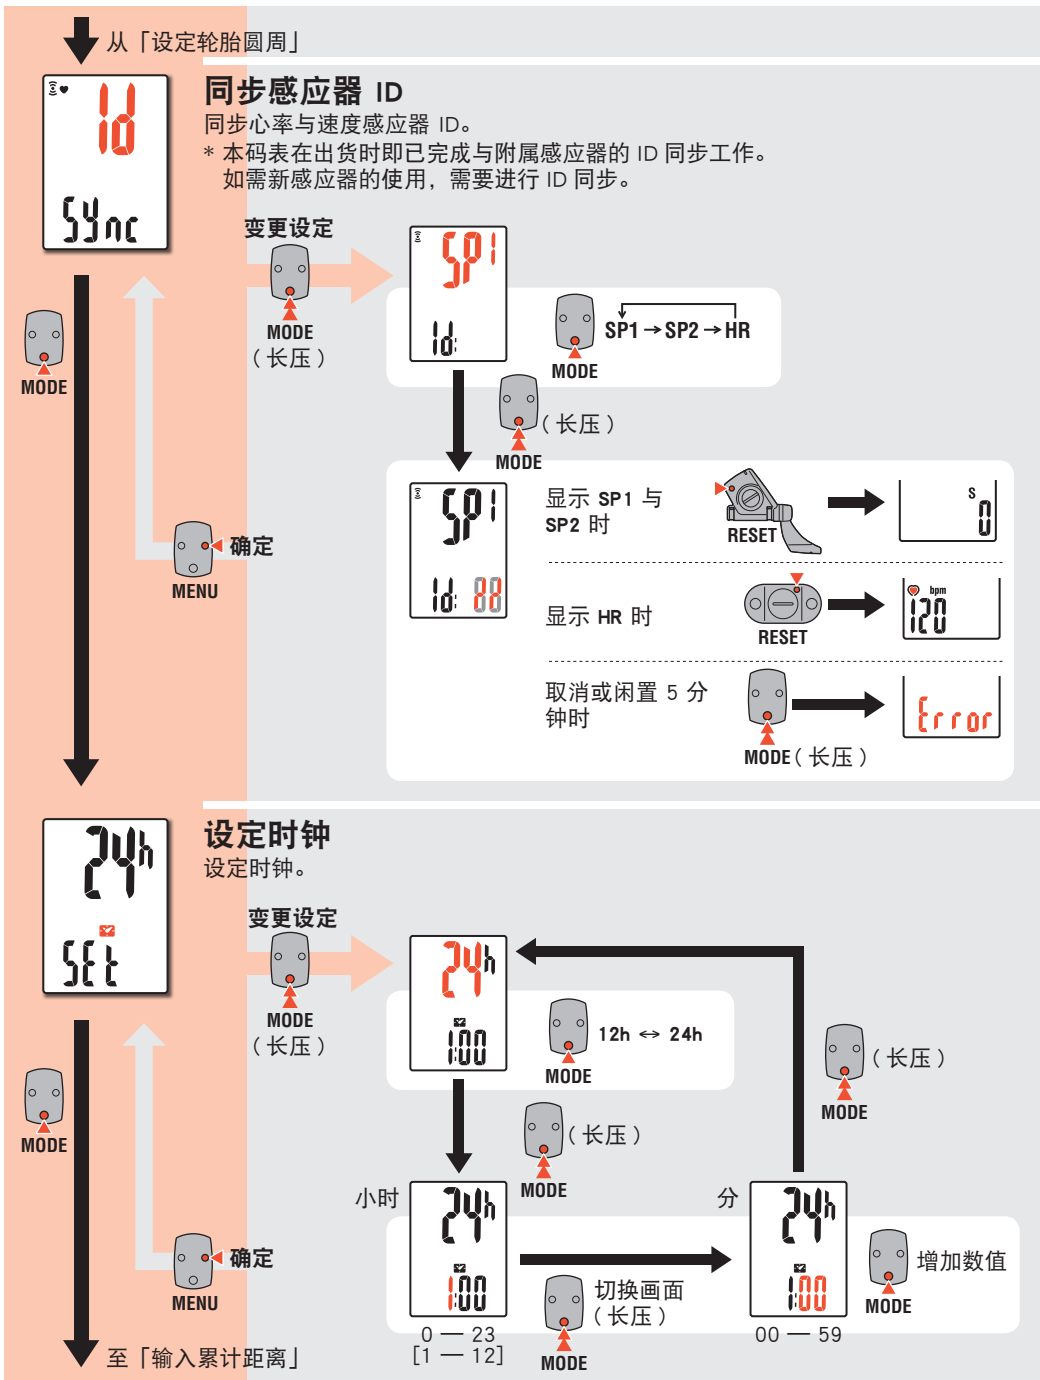 从「设定轮胎圆周」
Id
SYnc
同步感应器 ID
同步心率与速度感应器 ID。
* 本码表在出货时即已完成与附属感应器的 ID 同步工作。
如需新感应器的使用，需要进行 ID 同步。
变更设定
MODE
（长压）
SP1
Id:
SP1→SP2→HR
MODE
MODE
（长压）
MODE
SP1
Id: 88
显示 SP1 与
SP2 时
RESET
S
0
确定
MENU
显示 HR 时
RESET
bpm
120
取消或闲置 5 分
钟时
MODE（长压）
Error
24h
SEt
设定时钟
设定时钟。
变更设定
MODE
（长压）
24h
1:00
12h ↔ 24h
MODE
（长压）
MODE
MODE
（长压）
MODE
小时
24h
1:00
0 — 23
[1 — 12]
切换画面
（长压）
MODE
分
24h
1:00
00 — 59
增加数值
MODE
确定
MENU
至「输入累计距离」